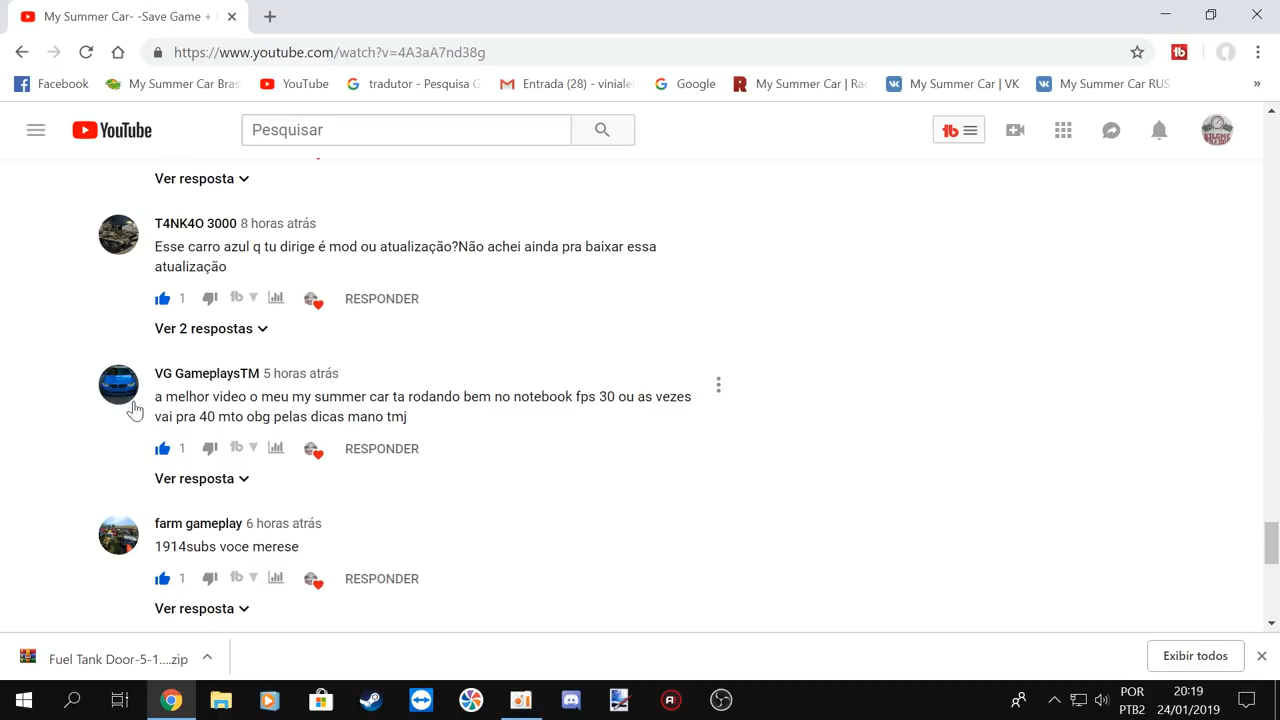 My Summer Car- -Save Game +
https://www.youtube.com/watch?v=4A3aA7nd38g
Facebook
My Summer Car Bras
YouTube
tradutor - Pesquisa G
Entrada (28) - vinialer
Google
My Summer Car | Ra
My Summer Car | VK
My Summer Car RUS
»
YouTube
Pesquisar
Ver resposta
T4NK4O 3000 8 horas atrás
Esse carro azul q tu dirige é mod ou atualização?Não achei ainda pra baixar essa
atualização
1 RESPONDER
Ver 2 respostas
VG GameplaysTM 5 horas atrás
a melhor video o meu my summer car ta rodando bem no notebook fps 30 ou as vezes
vai pra 40 mto obg pelas dicas mano tmj
1 RESPONDER
Ver resposta
farm gameplay 6 horas atrás
1914subs voce merese
1 RESPONDER
Ver resposta
Fuel Tank Door-5-1....zip
Exibir todos
POR 20:19
PTB2 24/01/2019